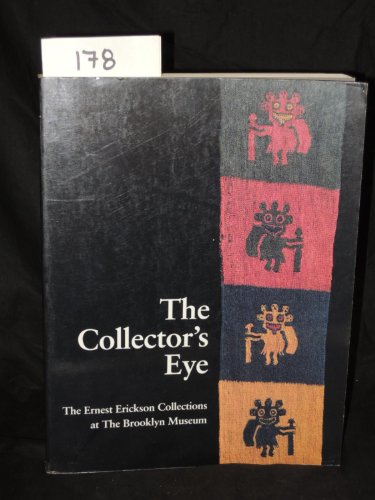 178
The
Collector's
Eye
The Ernest Erickson Collections
at The Brooklyn Museum